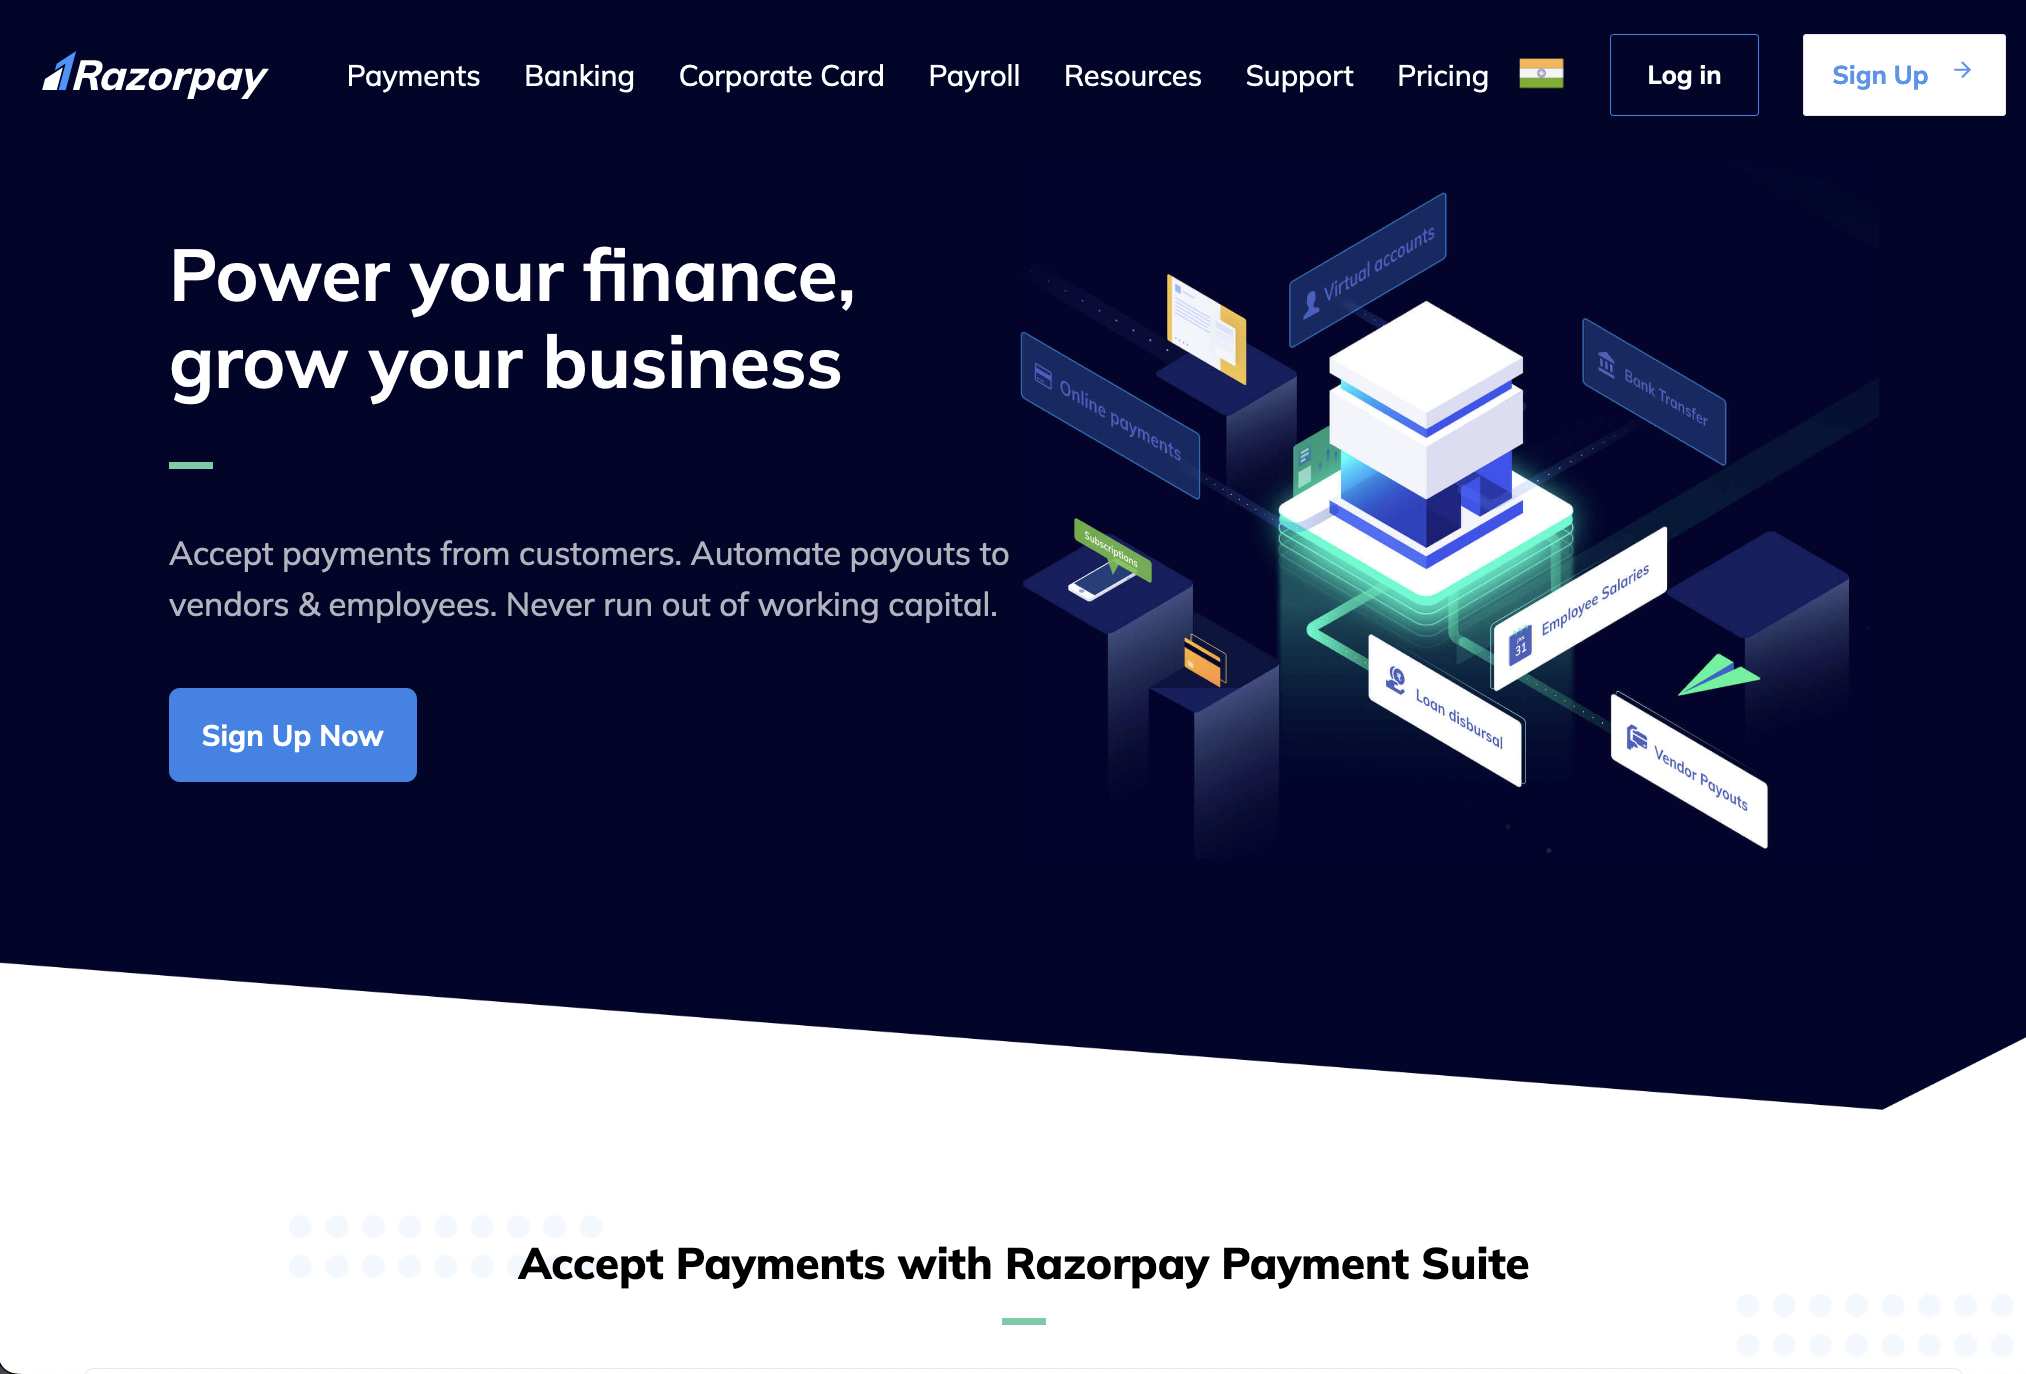 Razorpay
Payments
Banking
Corporate Card
Payroll
Resources
Support
Pricing
Log in
Sign Up
Power your finance,
grow your business
Accept payments from customers. Automate payouts to
vendors & employees. Never run out of working capital.
Sign Up Now
Virtual accounts
Online payments
Bank Transfer
Subscriptions
Employee Salaries
JAN
31
Loan disbursal
Vendor Payouts
Accept Payments with Razorpay Payment Suite